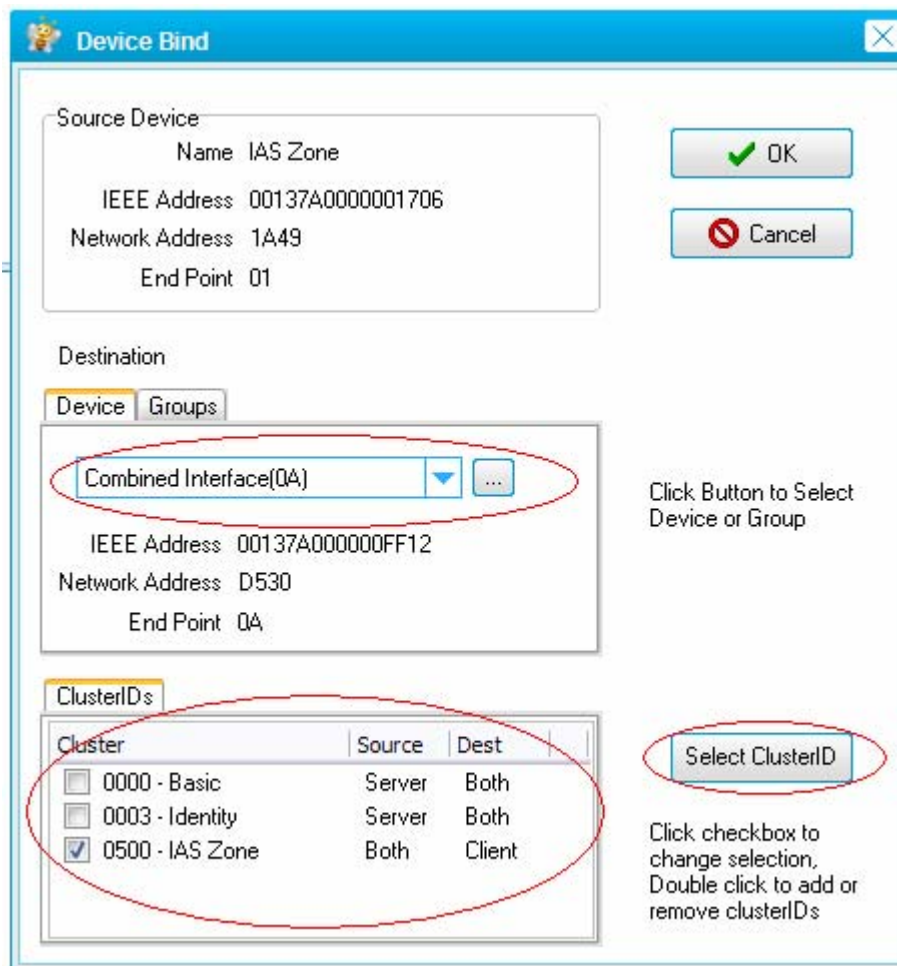 Device Bind
Source Device
Name IAS Zone
IEEE Address 00137A0000001706
Network Address 1A49
End Point 01
OK
Cancel
Destination
Device Groups
Combined Interface(0A) ...
IEEE Address 00137A000000FF12
Network Address D530
End Point 0A
Click Button to Select
Device or Group
ClusterIDs
Cluster Source Dest
0000 - Basic Server Both
0003 - Identity Server Both
0500 - IAS Zone Both Client
Select ClusterID
Click checkbox to
change selection,
Double click to add or
remove clusterIDs